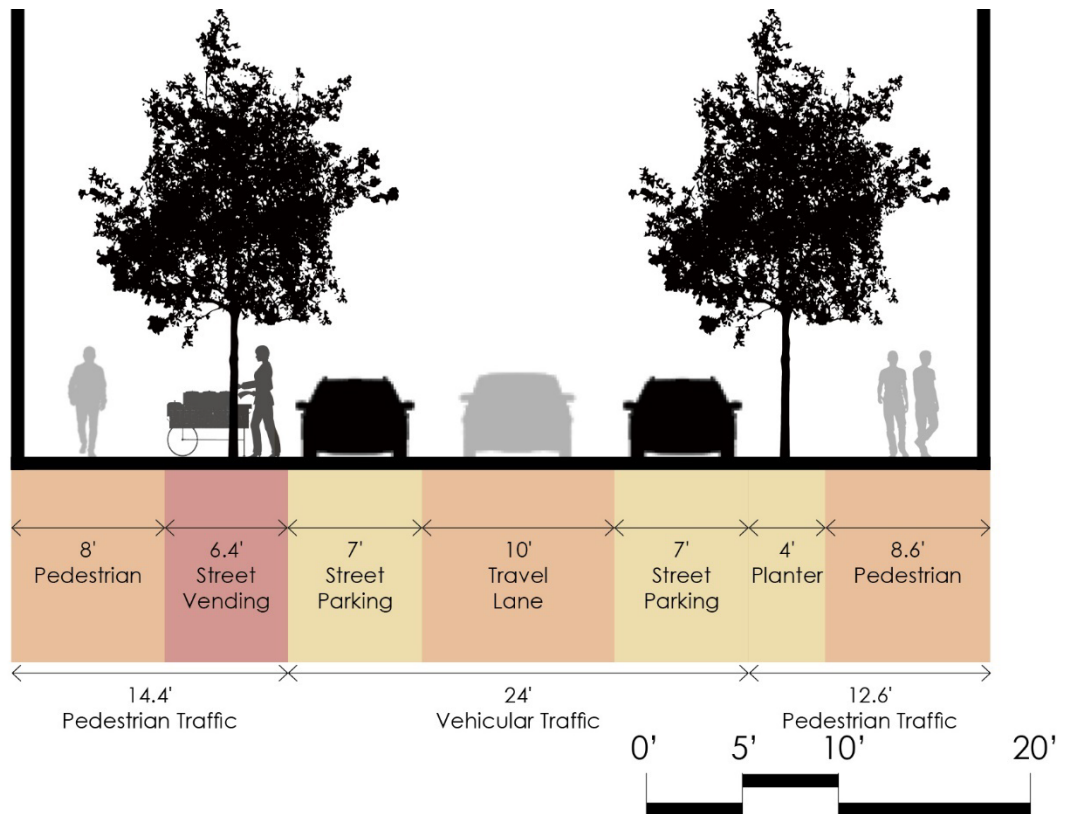 8'
Pedestrian
6.4'
Street
Vending
7'
Street
Parking
10'
Travel
Lane
7'
Street
Parking
4'
Planter
8.6'
Pedestrian
14.4'
Pedestrian Traffic
24'
Vehicular Traffic
12.6'
Pedestrian Traffic
0' 5' 10' 20'